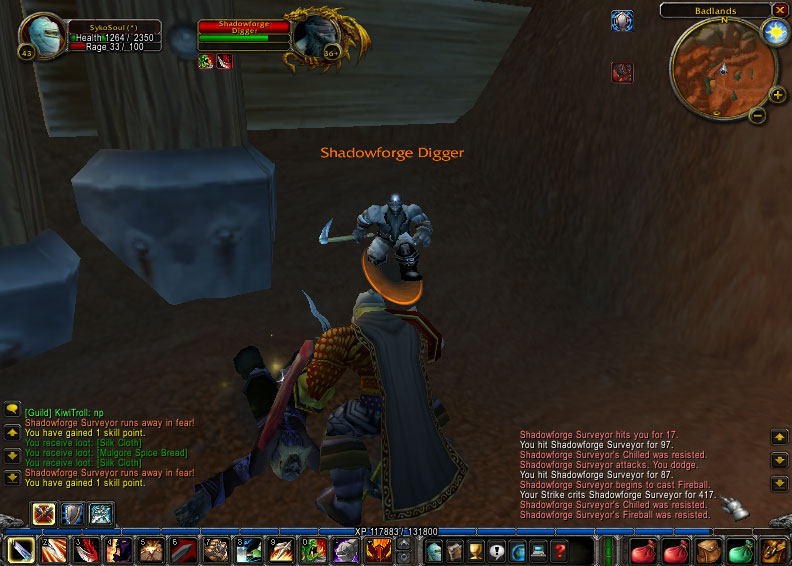 SykoSoul (*)
Health 1264 / 2350
Rage 33 / 100
43
Shadowforge
Digger
36+
Badlands
N
Shadowforge Digger
[Guild] KiwiTroll: np
Shadowforge Surveyor runs away in fear!
You have gained 1 skill point.
You receive loot: [Silk Cloth]
You receive loot: [Mulgore Spice Bread]
You receive loot: [Silk Cloth]
Shadowforge Surveyor runs away in fear!
You have gained 1 skill point.
Shadowforge Surveyor hits you for 17.
You hit Shadowforge Surveyor for 97.
Shadowforge Surveyor's Chilled was resisted.
Shadowforge Surveyor attacks. You dodge.
You hit Shadowforge Surveyor for 87.
Shadowforge Surveyor begins to cast Fireball.
Your Strike crits Shadowforge Surveyor for 417.
Shadowforge Surveyor's Chilled was resisted.
Shadowforge Surveyor's Fireball was resisted.
XP 117883 / 131800